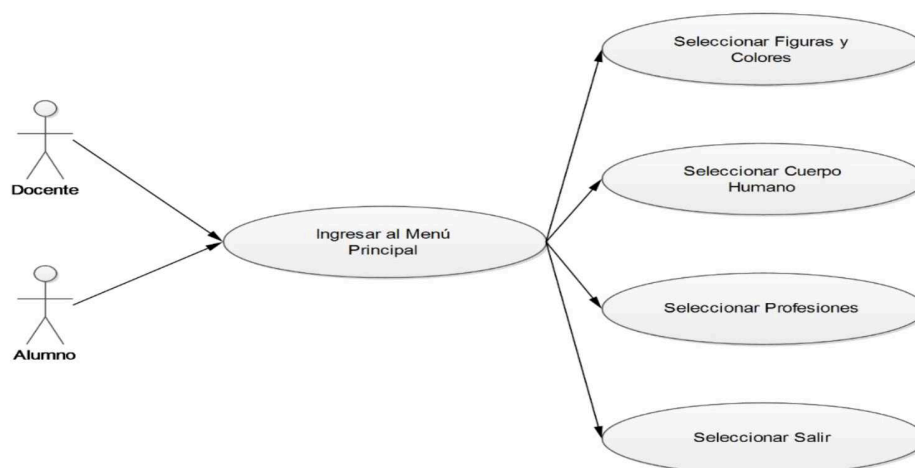 Seleccionar Figuras y
Colores
Docente
Seleccionar Cuerpo
Humano
Ingresar al Menú
Principal
Alumno
Seleccionar Profesiones
Seleccionar Salir